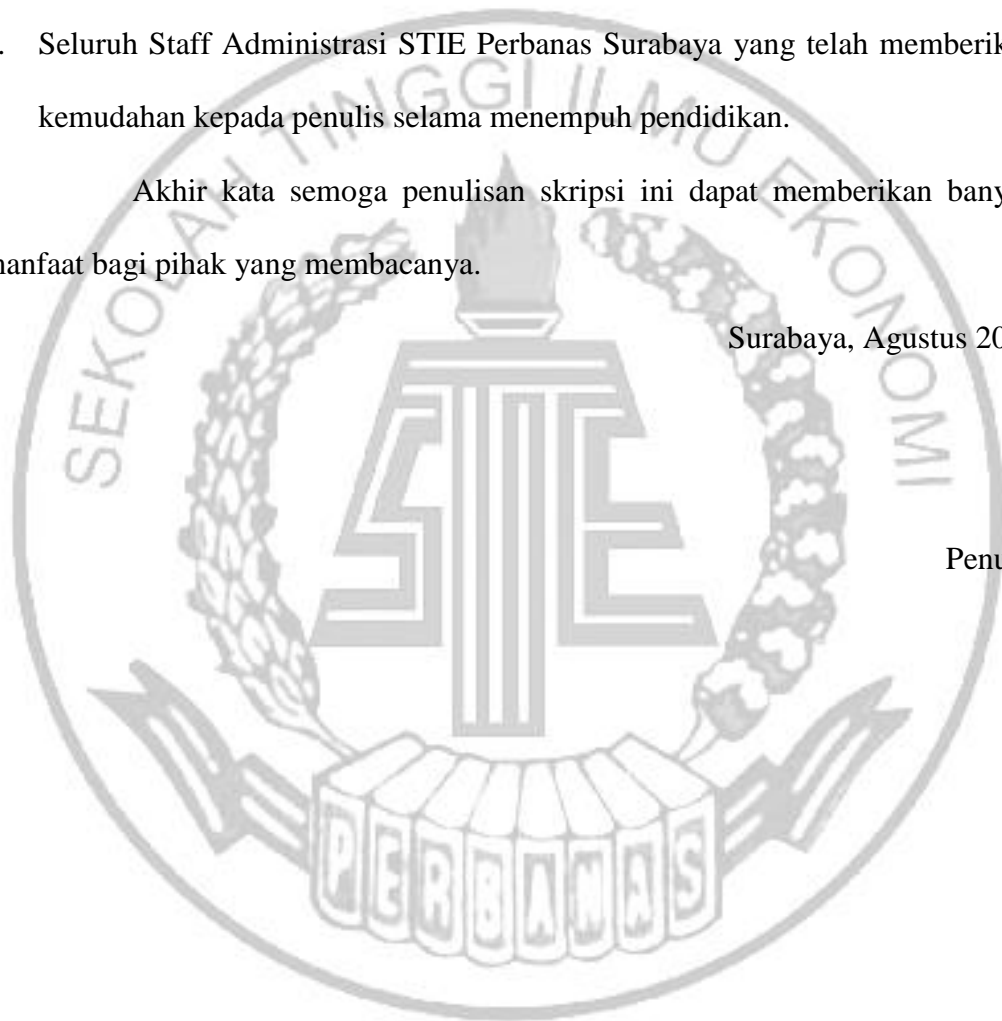 . Seluruh Staff Administrasi STIE Perbanas Surabaya yang telah memberik
kemudahan kepada penulis selama menempuh pendidikan.
Akhir kata semoga penulisan skripsi ini dapat memberikan bany
manfaat bagi pihak yang membacanya.
Surabaya, Agustus 20
Penu
SEKOLAH TINGGI ILMU EKONOMI
STIE
PERBANAS